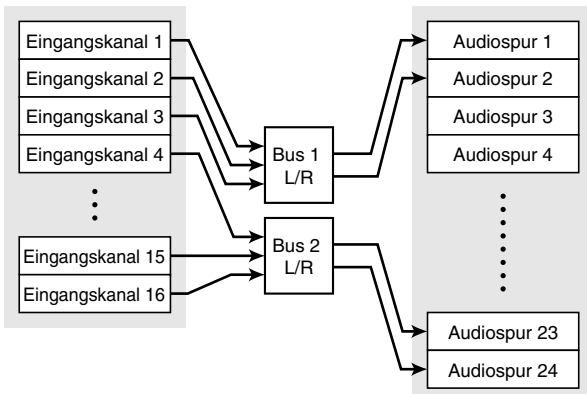 Eingangskanal 1
Eingangskanal 2
Eingangskanal 3
Eingangskanal 4
Eingangskanal 15
Eingangskanal 16
Bus 1
L/R
Bus 2
L/R
Audiospur 1
Audiospur 2
Audiospur 3
Audiospur 4
Audiospur 23
Audiospur 24